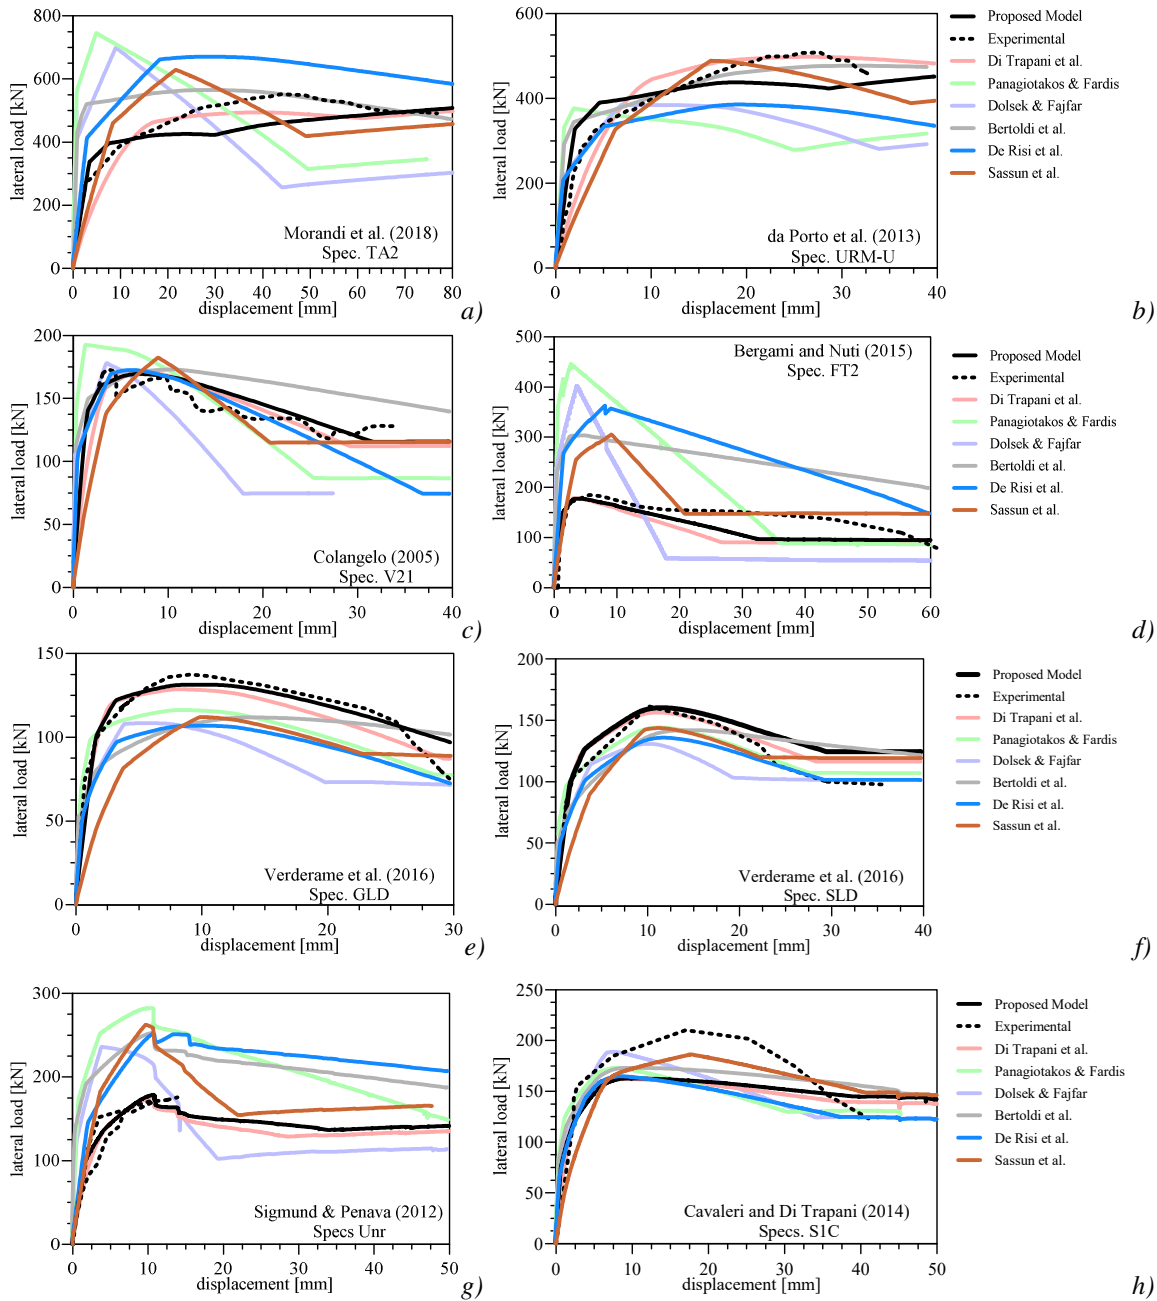 800
600
400
200
0
lateral load [kN]
Morandi et al. (2018)
Spec. TA2
0 10 20 30 40 50 60 70 80
displacement [mm]
a)
600
400
200
0
lateral load [kN]
da Porto et al. (2013)
Spec. URM-U
0 10 20 30 40
displacement [mm]
b)
Proposed Model
Experimental
Di Trapani et al.
Panagiotakos & Fardis
Dolsek & Fajfar
Bertoldi et al.
De Risi et al.
Sassun et al.
200
150
100
50
0
lateral load [kN]
Colangelo (2005)
Spec. V21
0 10 20 30 40
displacement [mm]
c)
500
400
300
200
100
0
lateral load [kN]
Bergami and Nuti (2015)
Spec. FT2
0 10 20 30 40 50 60
displacement [mm]
d)
Proposed Model
Experimental
Di Trapani et al.
Panagiotakos & Fardis
Dolsek & Fajfar
Bertoldi et al.
De Risi et al.
Sassun et al.
150
100
50
0
lateral load [kN]
Verderame et al. (2016)
Spec. GLD
0 10 20 30
displacement [mm]
e)
200
150
100
50
0
lateral load [kN]
Verderame et al. (2016)
Spec. SLD
0 10 20 30 40
displacement [mm]
f)
Proposed Model
Experimental
Di Trapani et al.
Panagiotakos & Fardis
Dolsek & Fajfar
Bertoldi et al.
De Risi et al.
Sassun et al.
300
200
100
0
lateral load [kN]
Sigmund & Penava (2012)
Specs Unr
0 10 20 30 40 50
displacement [mm]
g)
250
200
150
100
50
0
lateral load [kN]
Cavaleri and Di Trapani (2014)
Specs. S1C
0 10 20 30 40 50
displacement [mm]
h)
Proposed Model
Experimental
Di Trapani et al.
Panagiotakos & Fardis
Dolsek & Fajfar
Bertoldi et al.
De Risi et al.
Sassun et al.